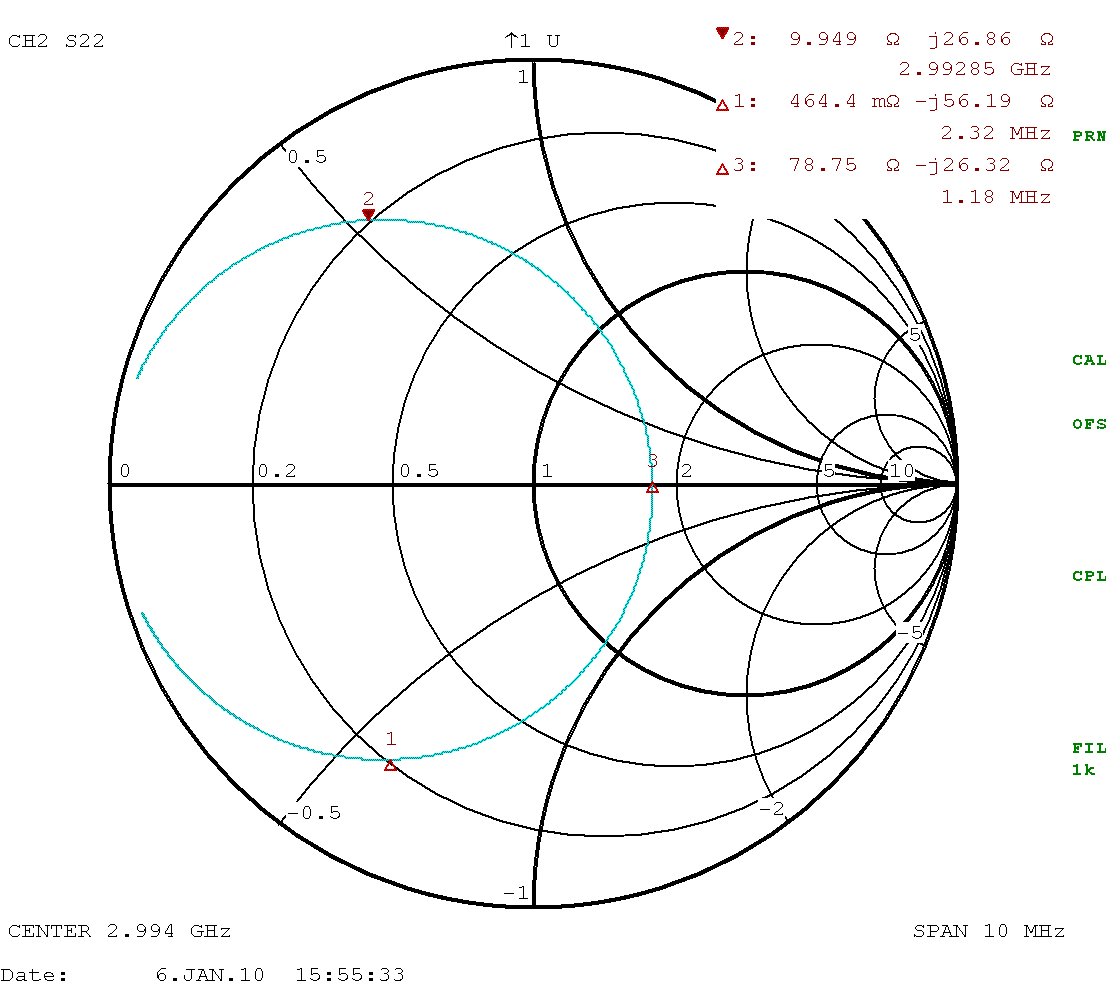 CH2 S22
↑1 U
2: 9.949 Ω j26.86 Ω
2.99285 GHz
1: 464.4 mΩ -j56.19 Ω
2.32 MHz
3: 78.75 Ω -j26.32 Ω
1.18 MHz
1
PRN
0.5
2
5
CAL
OFS
3
0 0.2 0.5 1 2 5 10
CPL
-5
1
FIL
1k
-0.5
-2
-1
CENTER 2.994 GHz SPAN 10 MHz
Date: 6.JAN.10 15:55:33